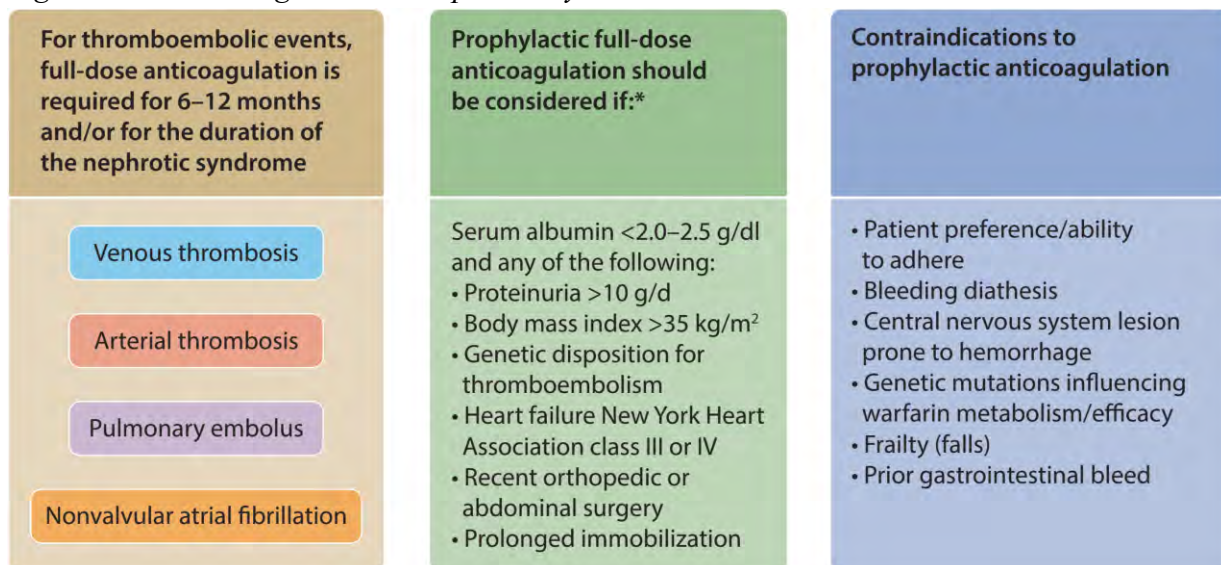 For thromboembolic events,
full-dose anticoagulation is
required for 6–12 months
and/or for the duration of
the nephrotic syndrome
Venous thrombosis
Arterial thrombosis
Pulmonary embolus
Nonvalvular atrial fibrillation
Prophylactic full-dose
anticoagulation should
be considered if:*
Serum albumin <2.0–2.5 g/dl
and any of the following:
• Proteinuria >10 g/d
• Body mass index >35 kg/m²
• Genetic disposition for
thromboembolism
• Heart failure New York Heart
Association class III or IV
• Recent orthopedic or
abdominal surgery
• Prolonged immobilization
Contraindications to
prophylactic anticoagulation
• Patient preference/ability
to adhere
• Bleeding diathesis
• Central nervous system lesion
prone to hemorrhage
• Genetic mutations influencing
warfarin metabolism/efficacy
• Frailty (falls)
• Prior gastrointestinal bleed